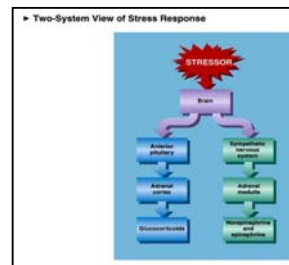 ► Two-System View of Stress Response
STRESSOR
Brain
Anterior
pituitary
Adrenal
cortex
Glucocorticoids
Sympathetic
nervous
system
Adrenal
medulla
Norepinephrine
and
epinephrine